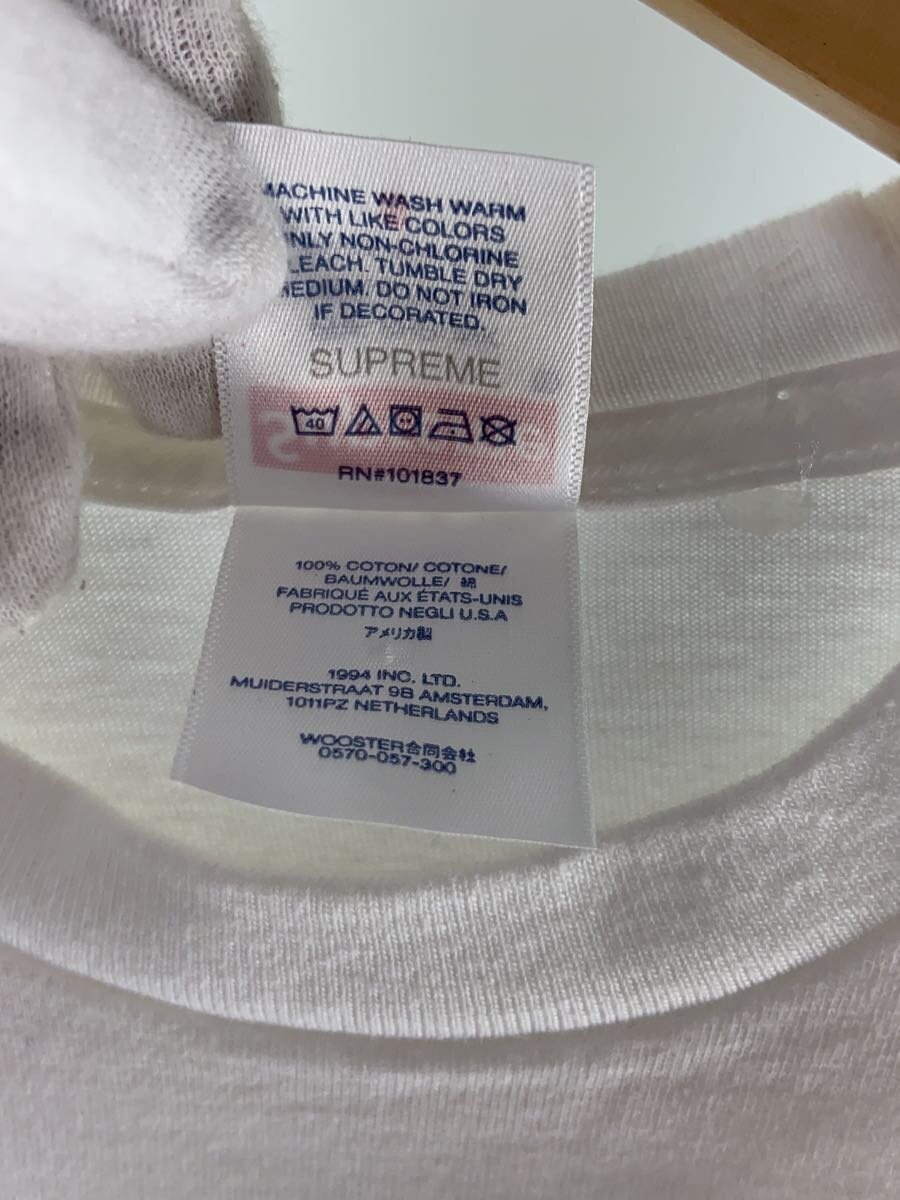 MACHINE WASH WARM
WITH LIKE COLORS
ONLY NON-CHLORINE
BLEACH. TUMBLE DRY
MEDIUM. DO NOT IRON
IF DECORATED.
SUPREME
40
RN#101837
100% COTON/ COTONE/
BAUMWOLLE/ 綿
FABRIQUÉ AUX ÉTATS-UNIS
PRODOTTO NEGLI U.S.A
アメリカ製
1994 INC. LTD.
MUIDERSTRAAT 9B AMSTERDAM,
1011PZ NETHERLANDS
WOOSTER合同会社
0570-057-300